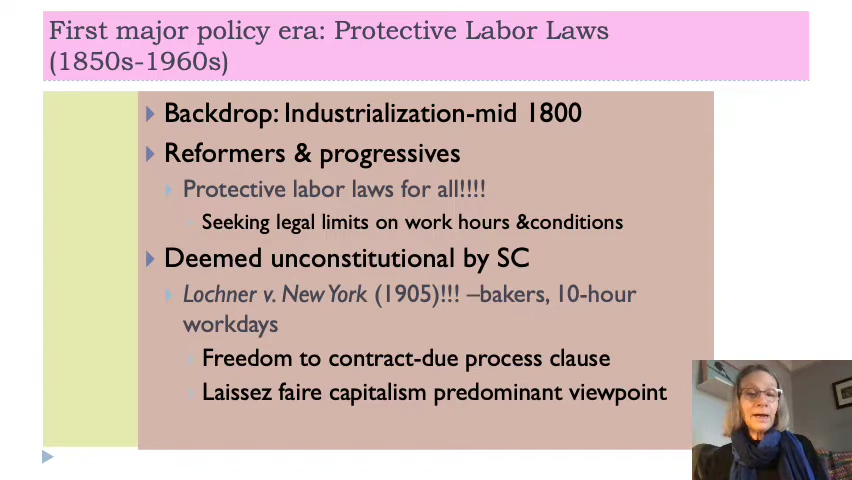 First major policy era: Protective Labor Laws
(1850s-1960s)
Backdrop: Industrialization-mid 1800
Reformers & progressives
Protective labor laws for all!!!!
Seeking legal limits on work hours &conditions
Deemed unconstitutional by SC
Lochner v. New York (1905)!!! –bakers, 10-hour
workdays
Freedom to contract-due process clause
Laissez faire capitalism predominant viewpoint